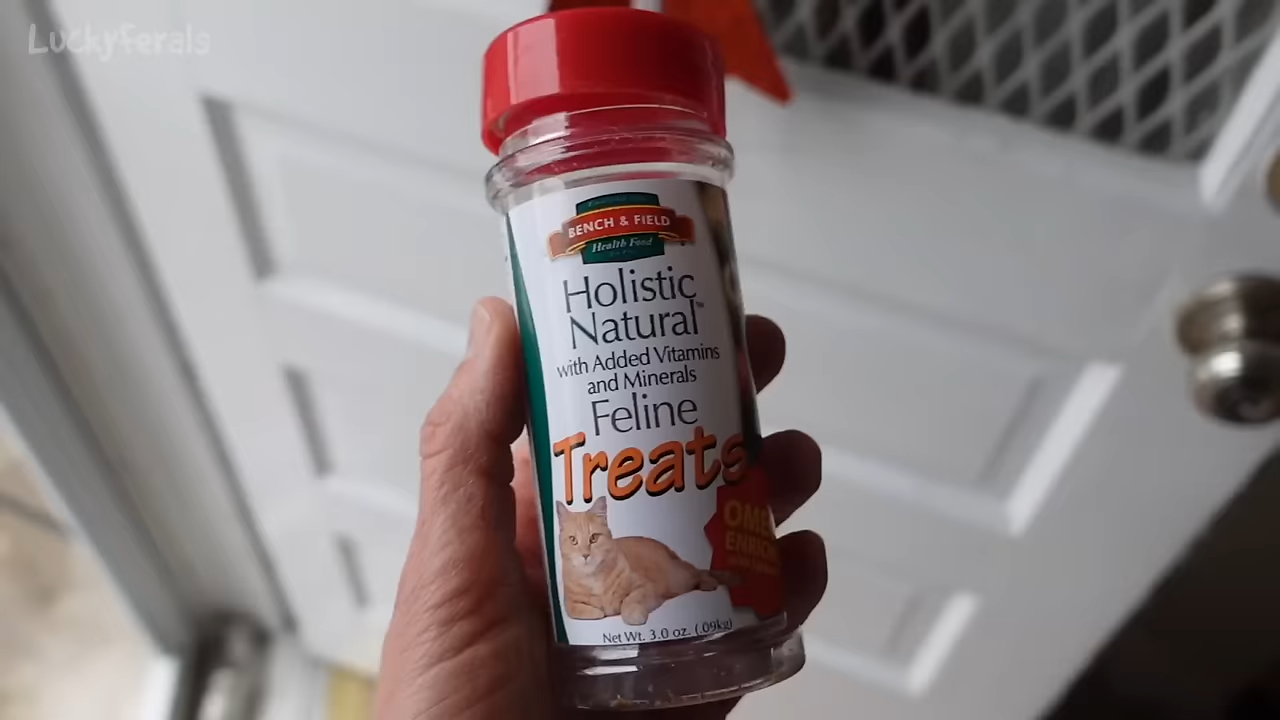 Luckyferals
BENCH & FIELD
Health Food
Holistic
Natural™
with Added Vitamins
and Minerals
Feline
Treats
Net Wt. 3.0 oz. (.09kg)